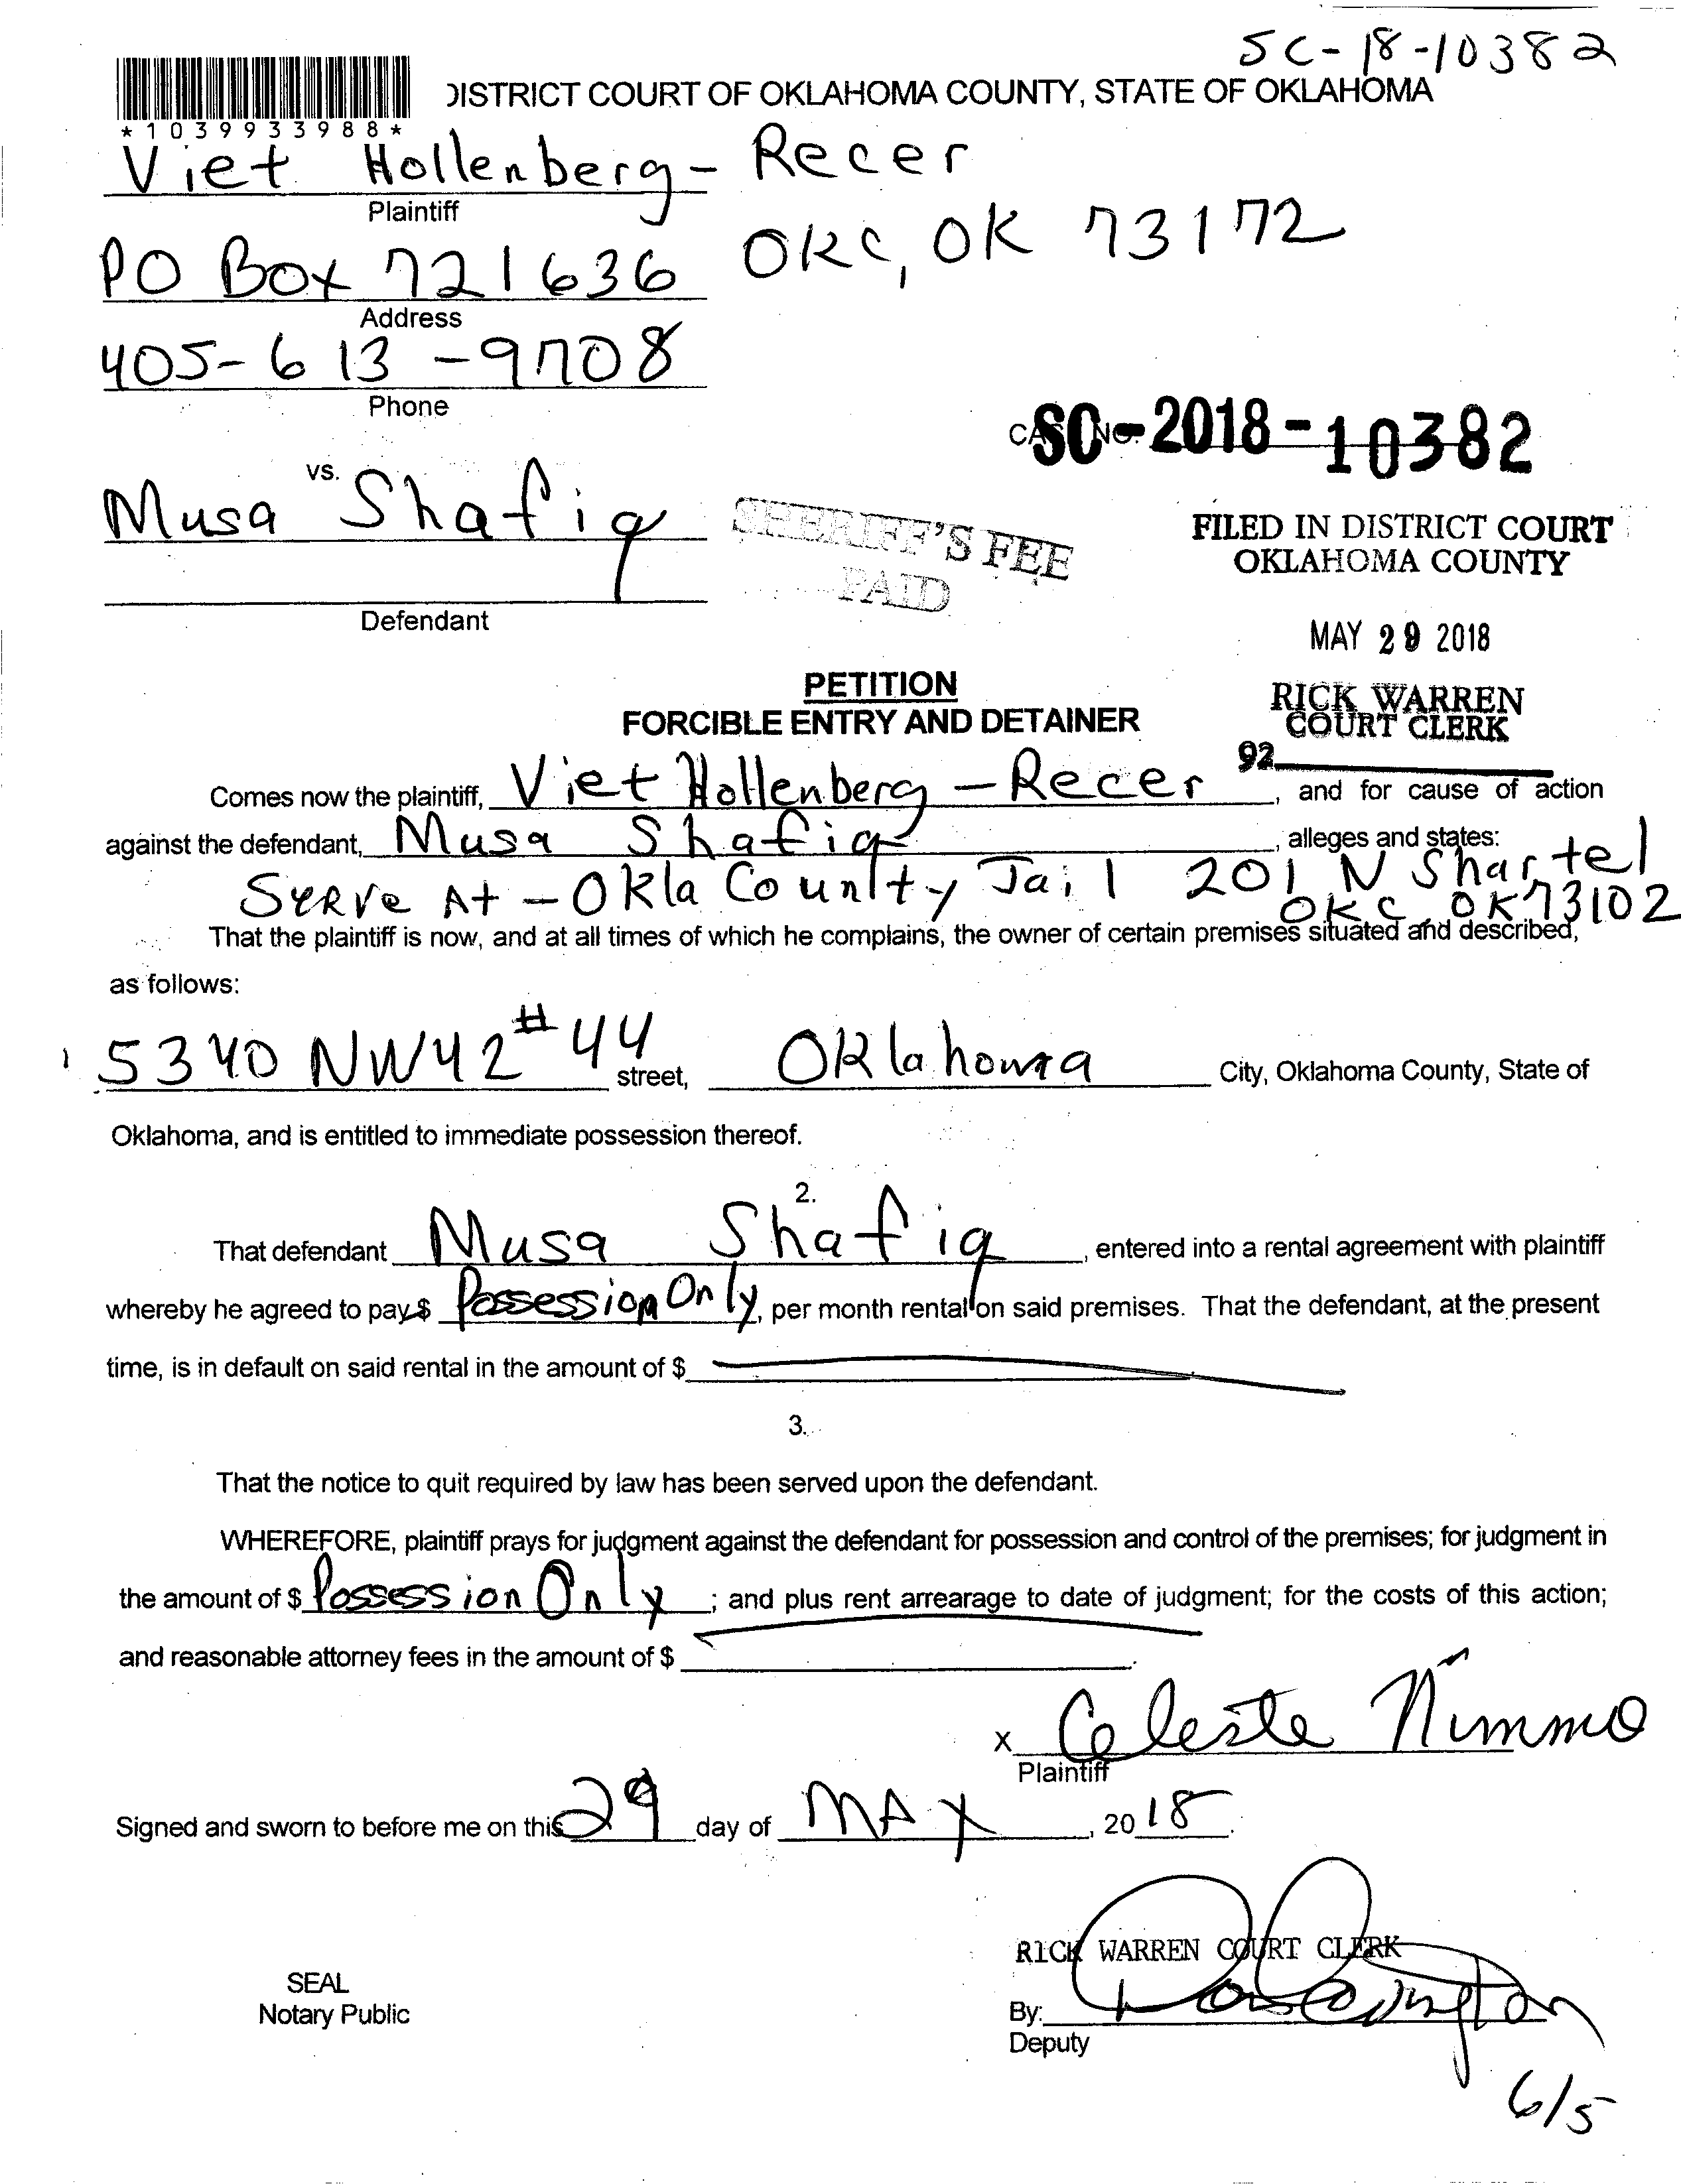 SC-18-10382
DISTRICT COURT OF OKLAHOMA COUNTY, STATE OF OKLAHOMA
*1039933988*
Viet Hollenberg-Recer
Plaintiff
PO Box 721636 OKC, OK 73172
Address
405-613-9708
Phone
CASE NO. SC-2018-10382
vs.
Musa Shafiq
SHERIFF'S FEE
PAID
FILED IN DISTRICT COURT
OKLAHOMA COUNTY
Defendant
MAY 29 2018
PETITION
FORCIBLE ENTRY AND DETAINER
RICK WARREN
COURT CLERK
92
Comes now the plaintiff, Viet Hollenberg-Recer, and for cause of action
against the defendant, Musa Shafiq, alleges and states:
Serve At - Okla County Jail 201 N Shartel
OKC OK 73102
That the plaintiff is now, and at all times of which he complains, the owner of certain premises situated and described,
as follows:
5340 NW 42 #44 street, Oklahoma City, Oklahoma County, State of
Oklahoma, and is entitled to immediate possession thereof.
2.
That defendant Musa Shafiq, entered into a rental agreement with plaintiff
whereby he agreed to pay $ Possession Only, per month rental on said premises. That the defendant, at the present
time, is in default on said rental in the amount of $
3.
That the notice to quit required by law has been served upon the defendant.
WHEREFORE, plaintiff prays for judgment against the defendant for possession and control of the premises; for judgment in
the amount of $ Possession Only; and plus rent arrearage to date of judgment; for the costs of this action;
and reasonable attorney fees in the amount of $.
x Celeste Nimmo
Plaintiff
Signed and sworn to before me on this 29 day of MAY, 2018.
RICK WARREN COURT CLERK
SEAL
Notary Public
By:
Deputy
6/5